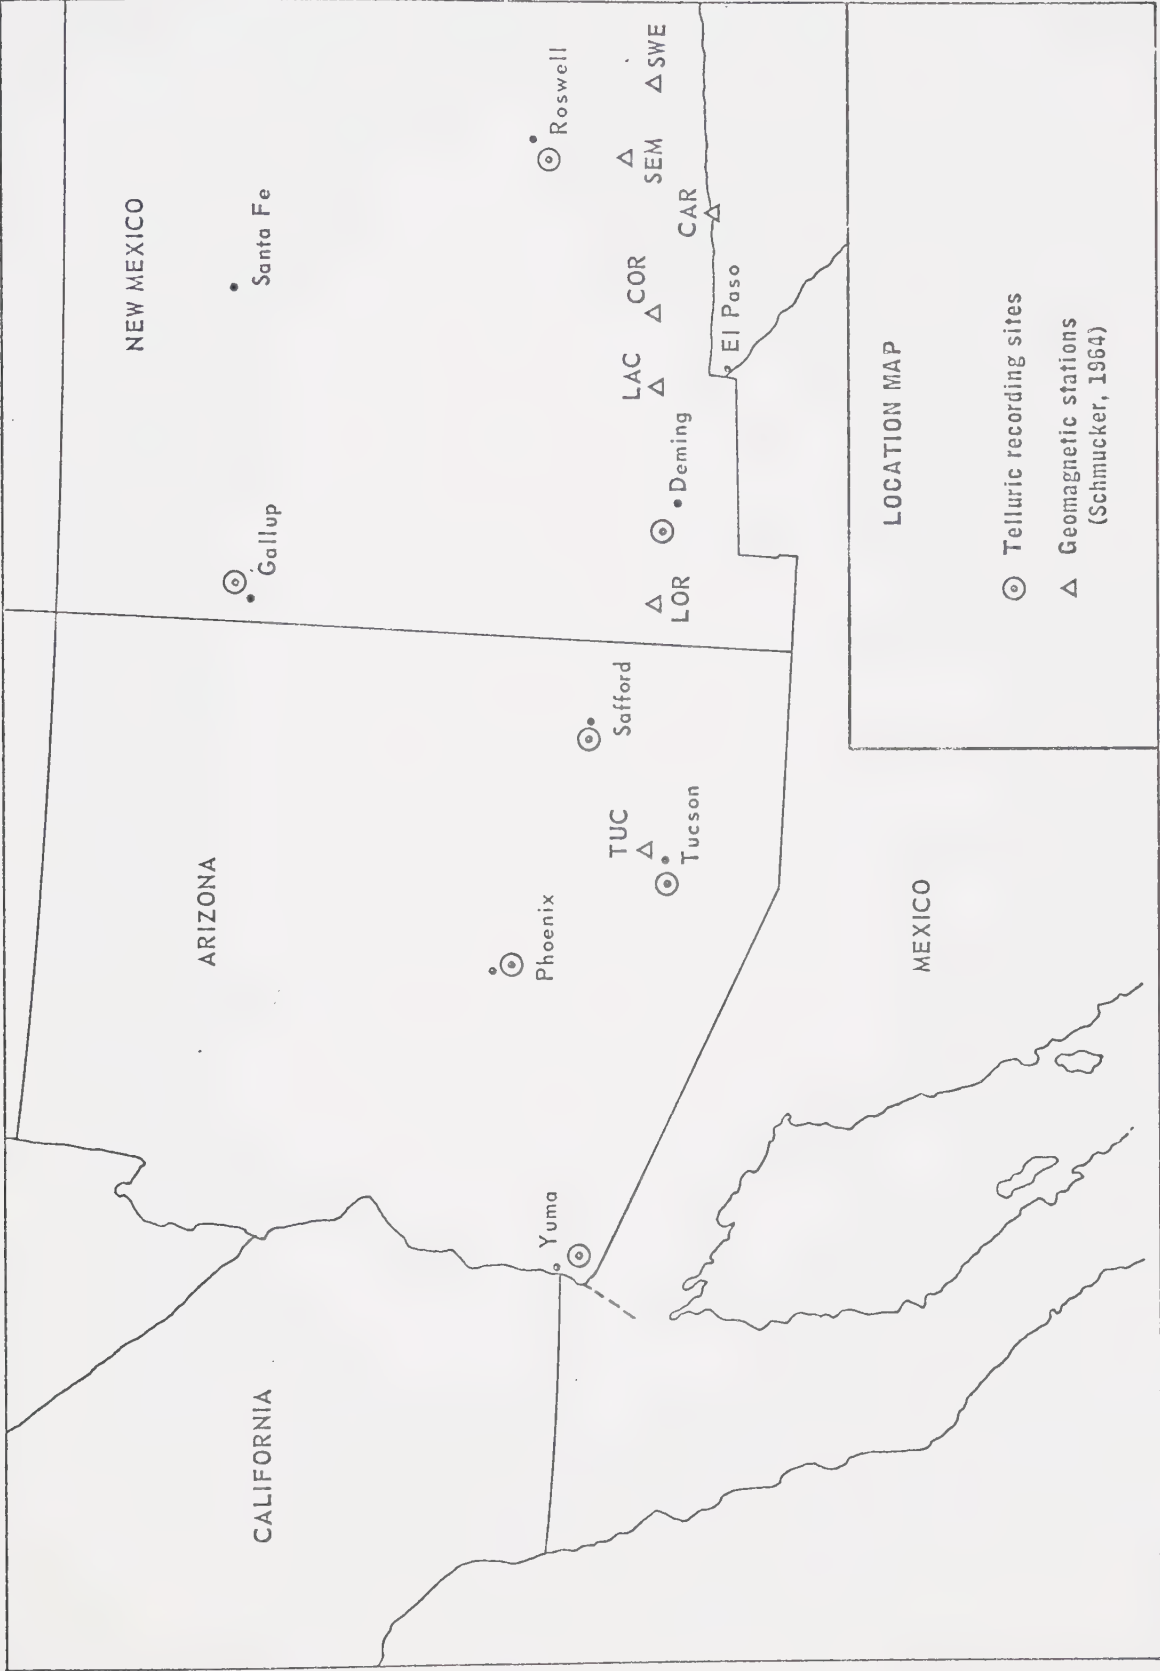 CALIFORNIA
ARIZONA
NEW MEXICO
Santa Fe
Gallup
Phoenix
Yuma
Roswell
Safford
TUC
Tucson
LOR
Deming
LAC
COR
CAR
SEM
SWE
El Paso
MEXICO
LOCATION MAP
Telluric recording sites
Geomagnetic stations
(Schmucker, 1964)